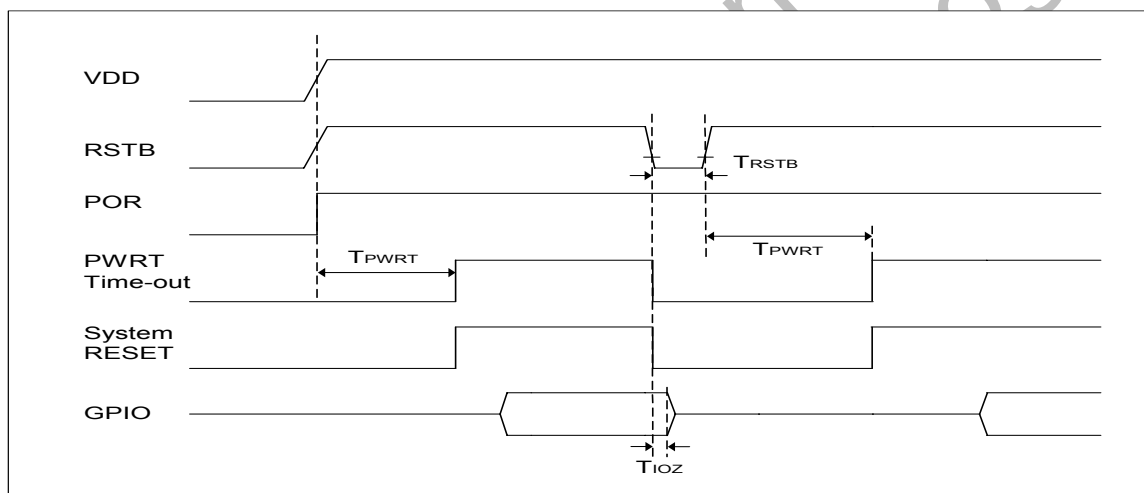 VDD
RSTB
TRSTB
POR
TPWRT
TPWRT
PWRT
Time-out
System
RESET
GPIO
TIOZ